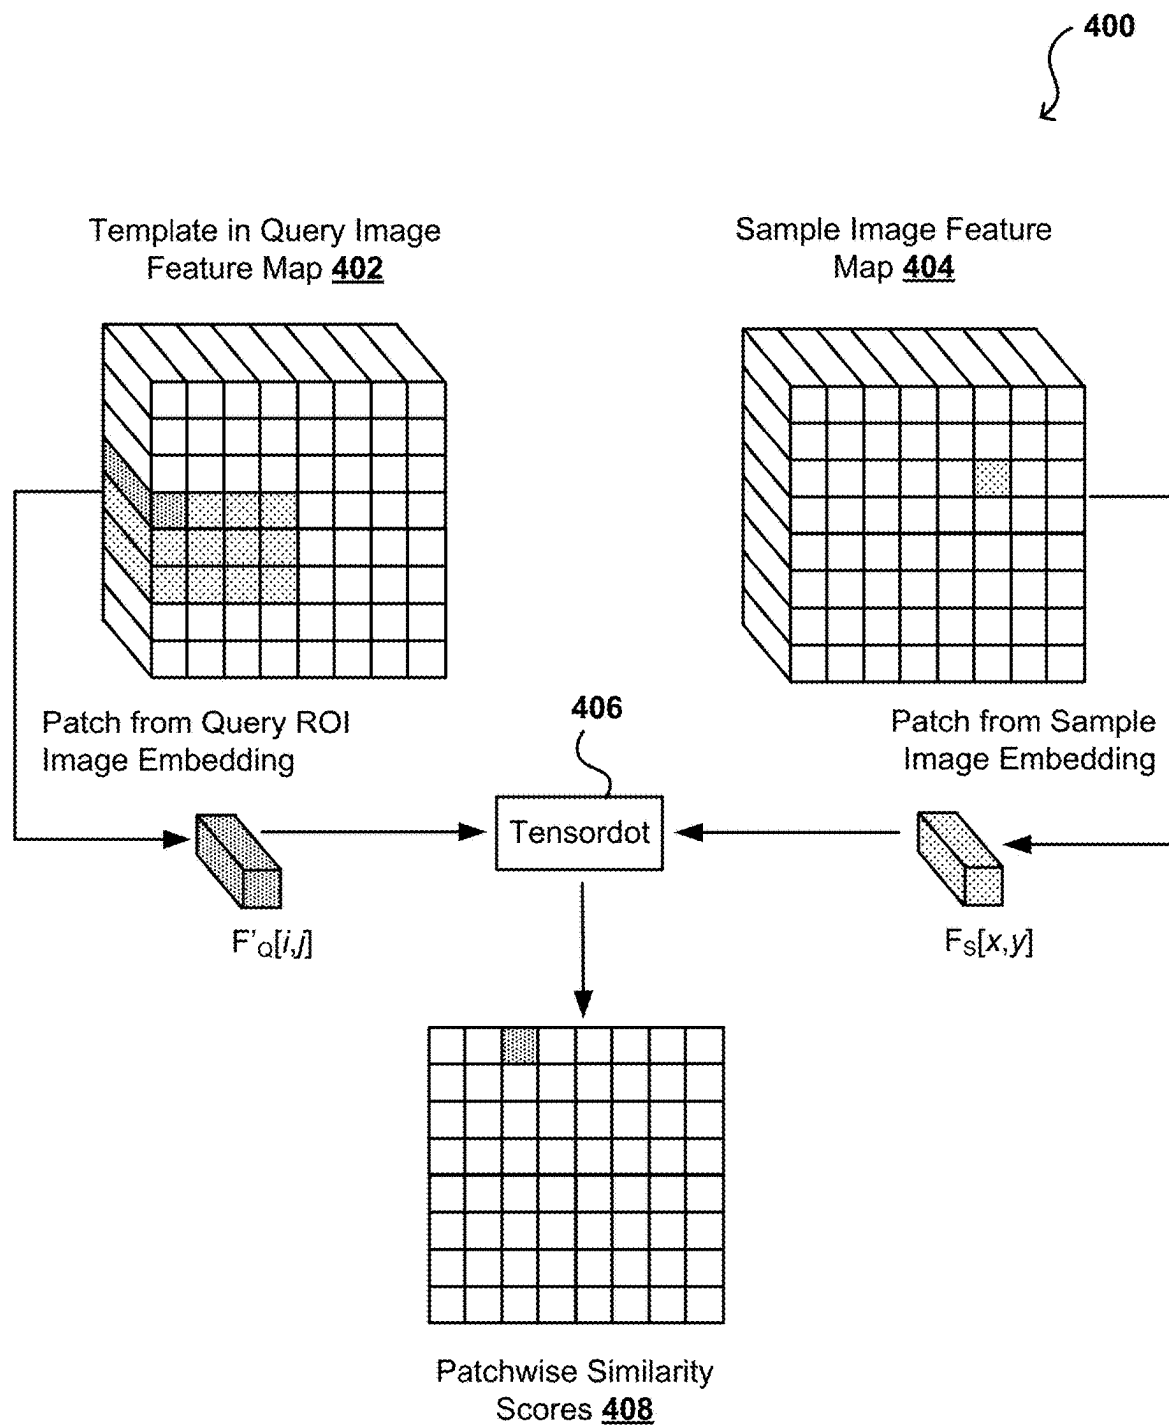 400
Template in Query Image
Feature Map 402
Sample Image Feature
Map 404
Patch from Query ROI
Image Embedding
406
Patch from Sample
Image Embedding
Tensordot
F'Q[i,j]
FS[x,y]
Patchwise Similarity
Scores 408